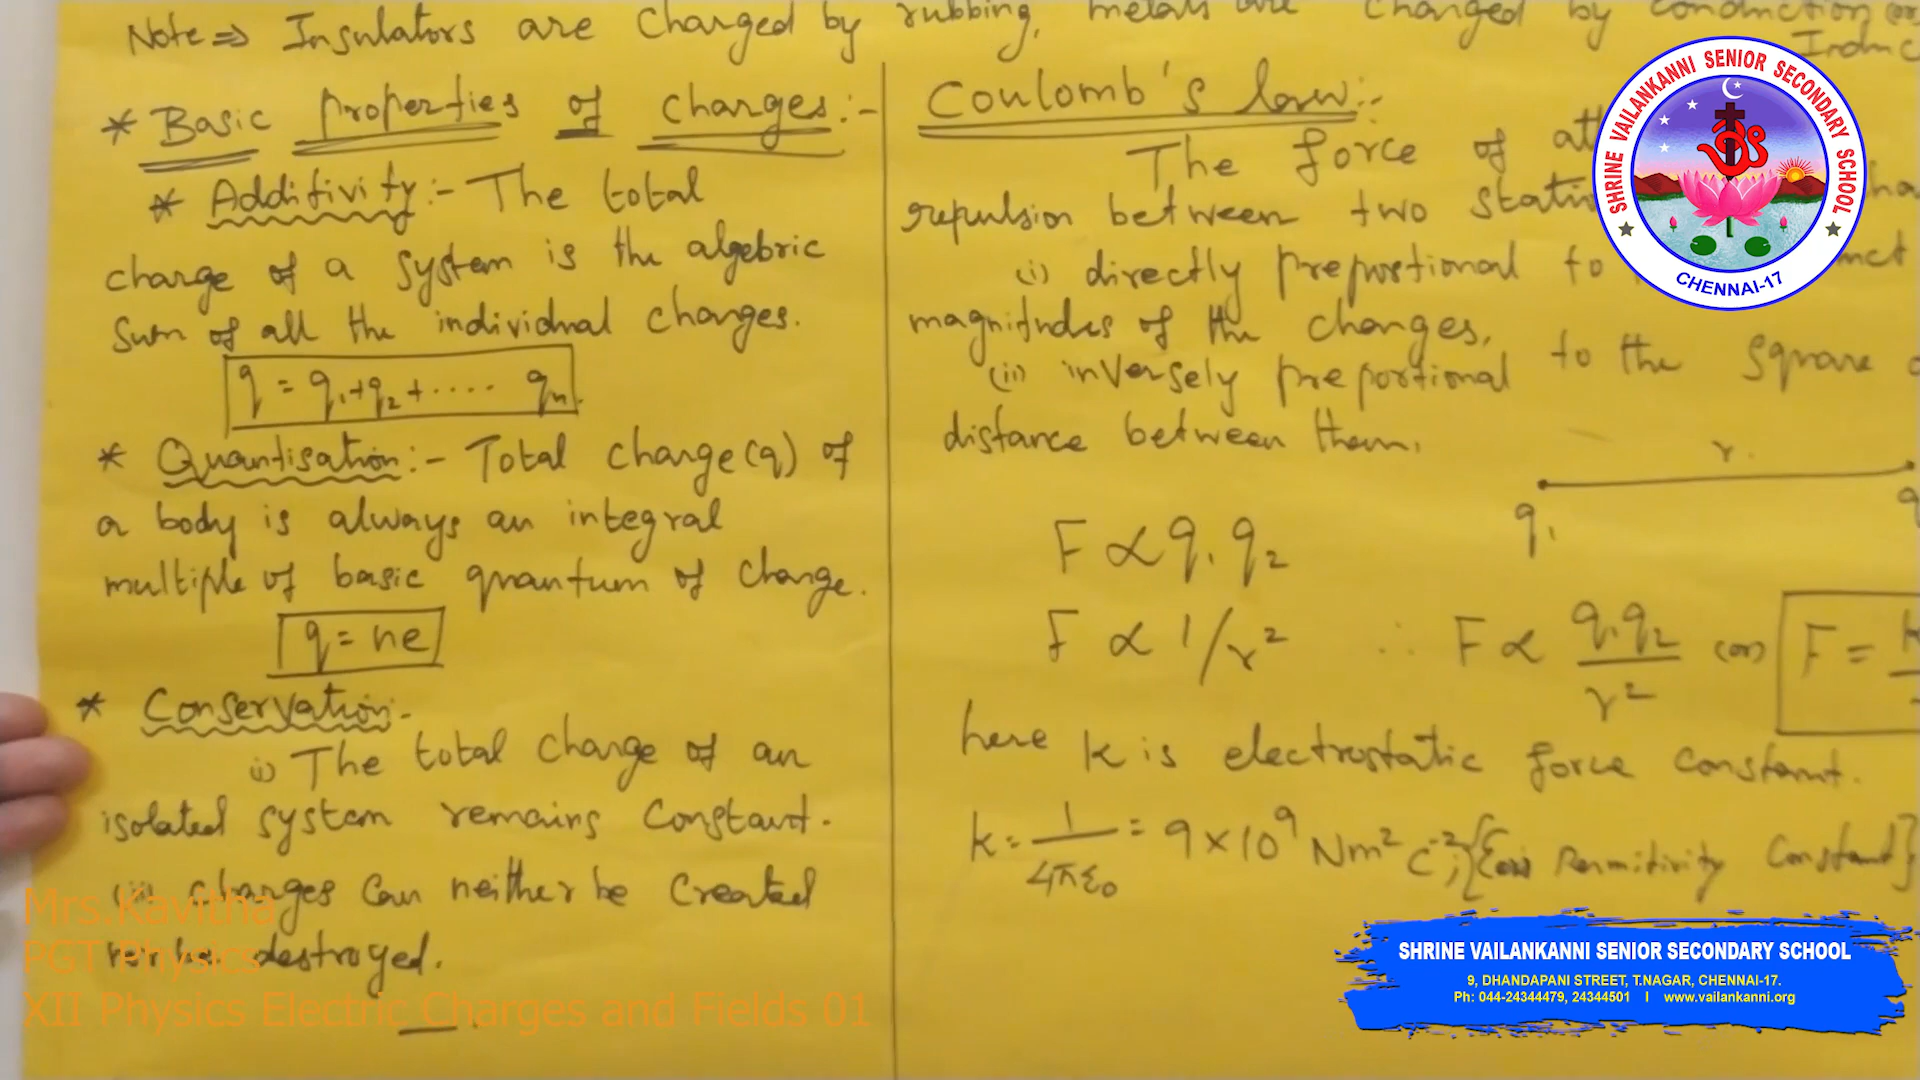 Note⇒ Insulators are charged by rubbing, metals are charged by conduction (or)
Induc
* Basic Properties of charges:-
* Additivity:- The total
charge of a system is the algebric
sum of all the individual charges.
q = q₁+q₂+.... qₙ.
* Quantisation:- Total charge(q) of
a body is always an integral
multiple of basic quantum of charge.
q = ne
* Conservation-
i) The total charge of an
isolated system remains constant.
(ii) charges can neither be created
nor be destroyed.
Coulomb's law:-
The force of att
repulsion between two static
(i) directly prepostional to
magnitudes of the charges,
(ii) inversely preportional to the square o
distance between them.
r.
q₁ q
F ∝ q₁ q₂
F ∝ 1/r² ∴ F ∝ q₁q₂/r² (or) F = k
here k is electrostatic force constant.
k = 1/4πε₀ = 9×10⁹ Nm² C⁻²; Permitivity constant}
SHRINE VAILANKANNI SENIOR SECONDARY SCHOOL
CHENNAI-17
Mrs.Kavitha
PGT Physics
XII Physics Electric Charges and Fields 01
SHRINE VAILANKANNI SENIOR SECONDARY SCHOOL
9, DHANDAPANI STREET, T.NAGAR, CHENNAI-17.
Ph: 044-24344479, 24344501 I www.vailankanni.org